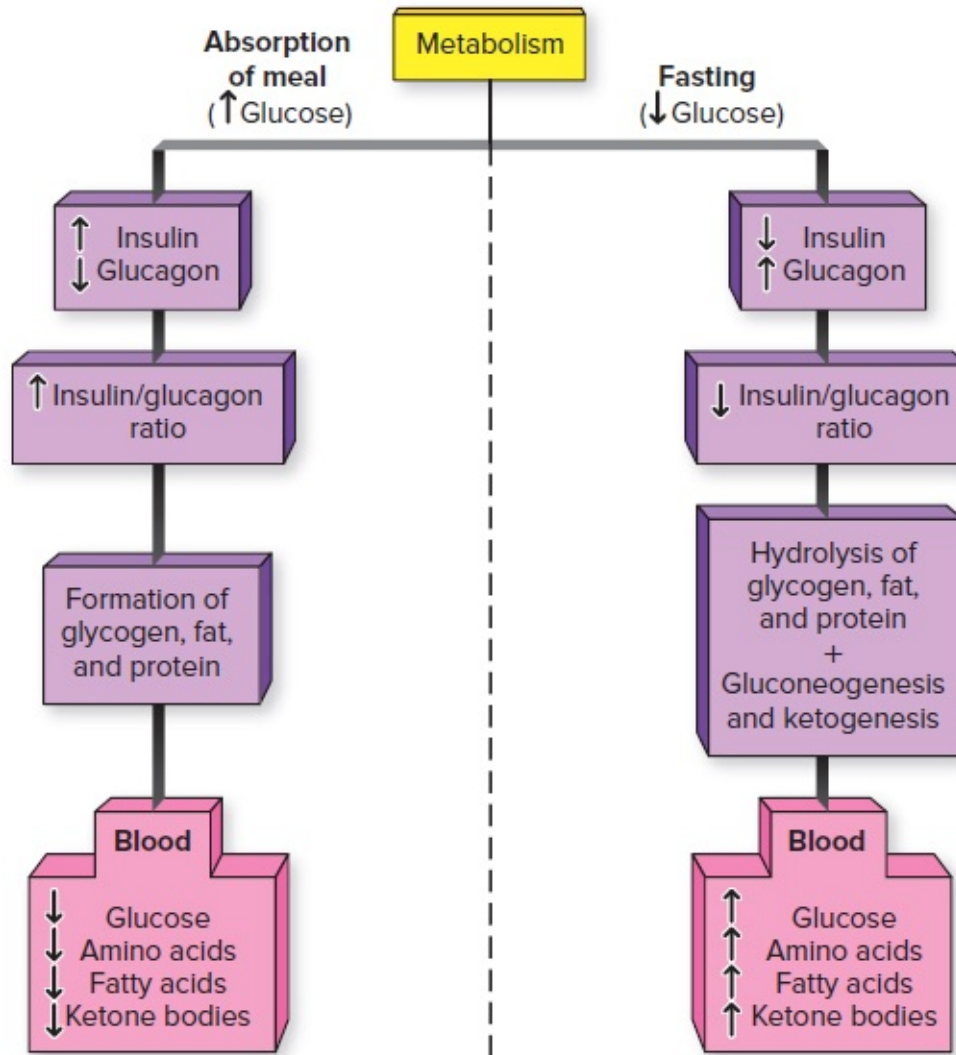 Metabolism
Absorption
of meal
(↑Glucose)
Fasting
(↓Glucose)
↑ Insulin
↓ Glucagon
↑ Insulin/glucagon
ratio
Formation of
glycogen, fat,
and protein
Blood
↓ Glucose
↓ Amino acids
↓ Fatty acids
↓ Ketone bodies
↓ Insulin
↑ Glucagon
↓ Insulin/glucagon
ratio
Hydrolysis of
glycogen, fat,
and protein
+
Gluconeogenesis
and ketogenesis
Blood
↑ Glucose
↑ Amino acids
↑ Fatty acids
↑ Ketone bodies